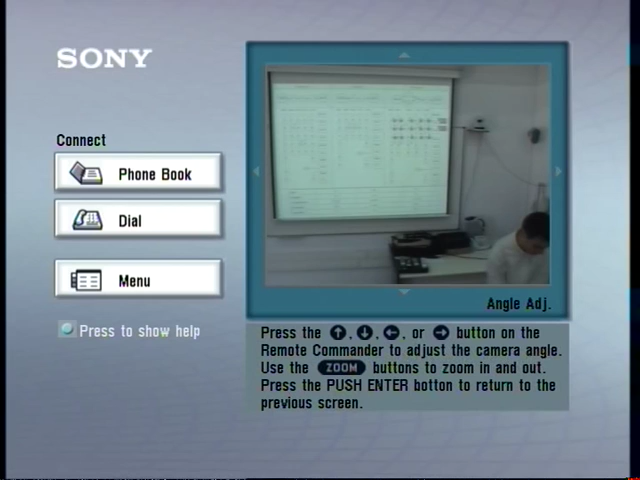 SONY
Connect
Phone Book
Dial
Menu
Press to show help
Angle Adj.
Press the ↑, ↓, ←, or → button on the
Remote Commander to adjust the camera angle.
Use the ZOOM buttons to zoom in and out.
Press the PUSH ENTER botton to return to the
previous screen.